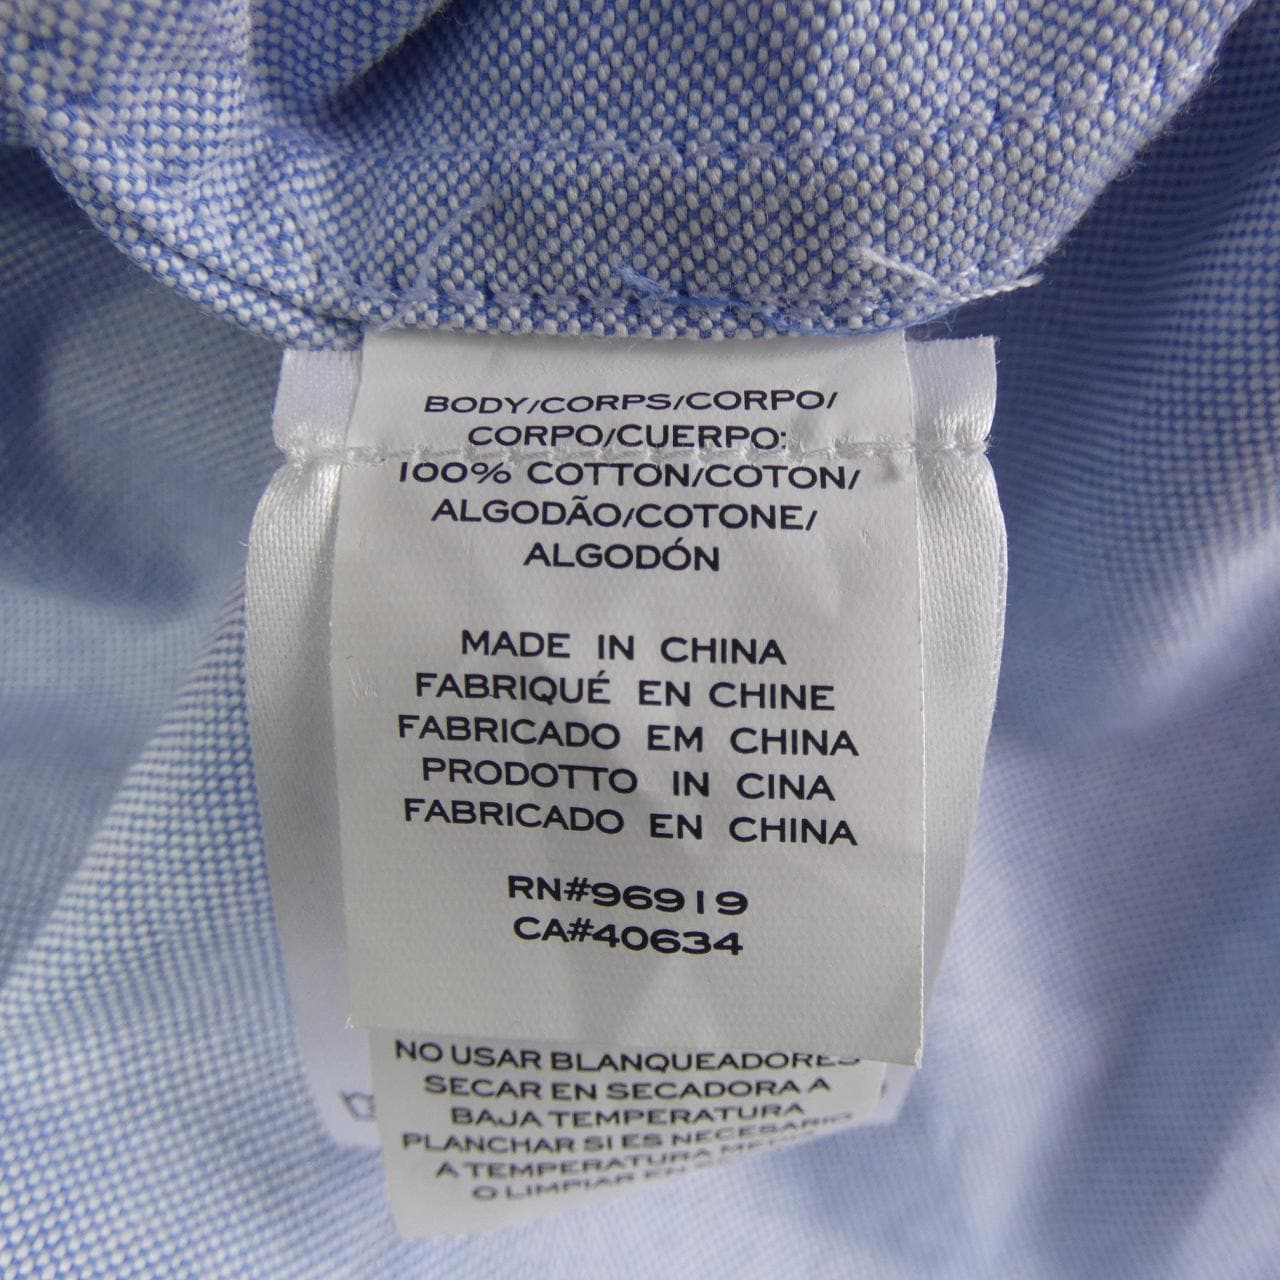 BODY/CORPS/CORPO/
CORPO/CUERPO:
100% COTTON/COTON/
ALGODÃO/COTONE/
ALGODÓN
MADE IN CHINA
FABRIQUÉ EN CHINE
FABRICADO EM CHINA
PRODOTTO IN CINA
FABRICADO EN CHINA
RN#96919
CA#40634
NO USAR BLANQUEADORES
SECAR EN SECADORA A
BAJA TEMPERATURA
PLANCHAR SI ES NECESARIO
A TEMPERATURA
O LIMPIAR EN